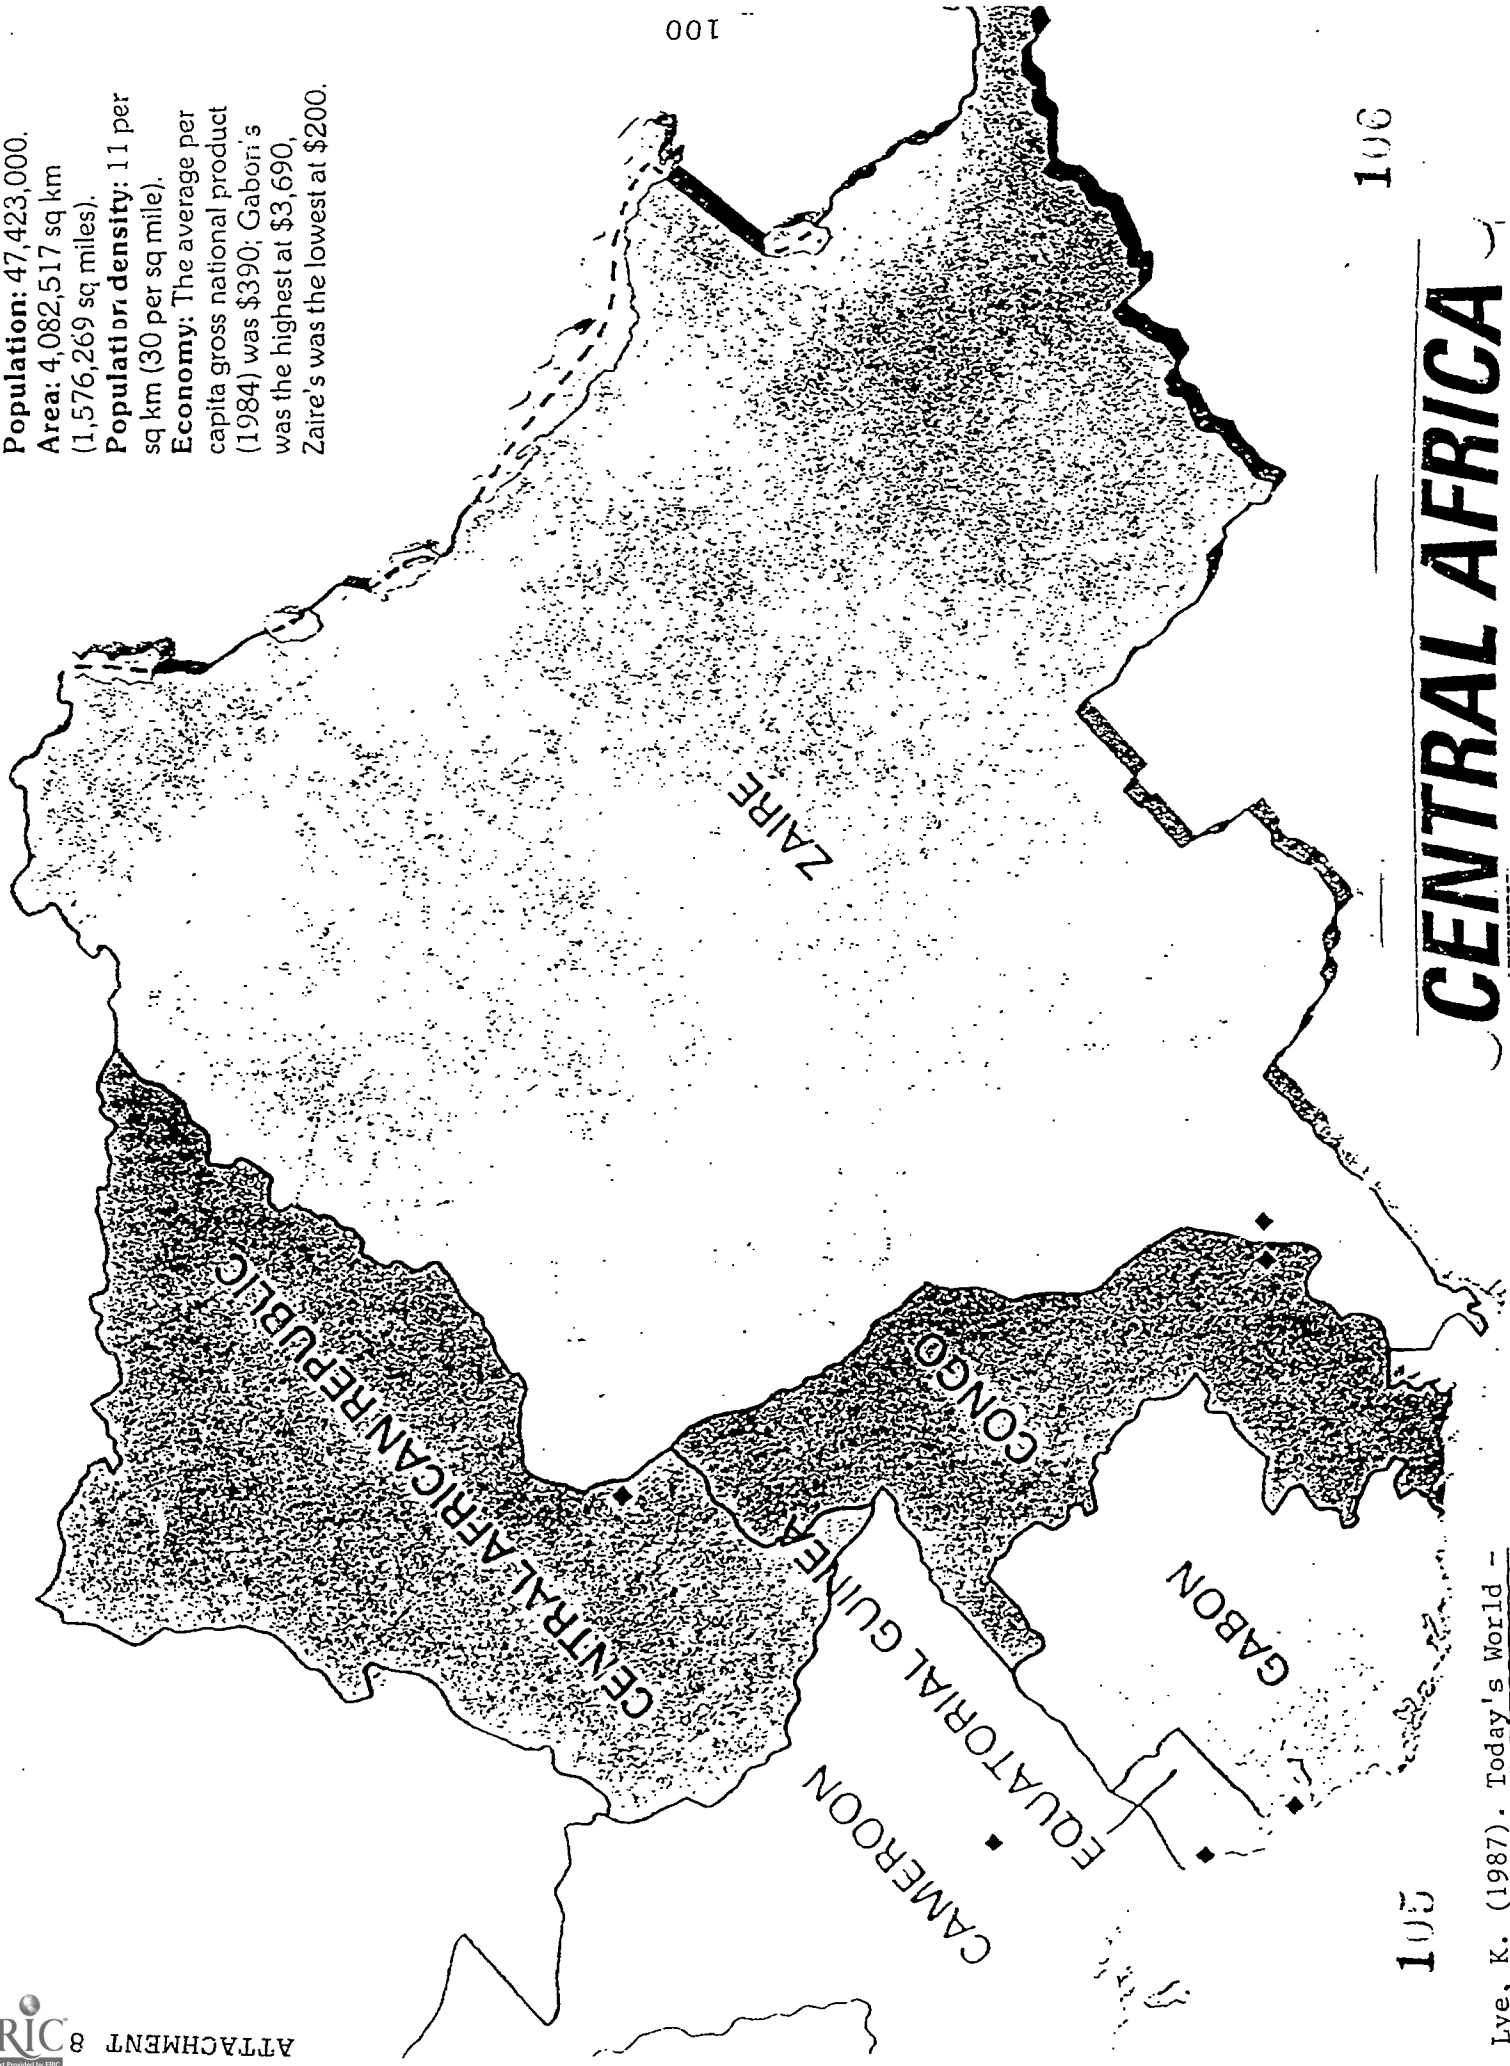 Population: 47,423,000.
Area: 4,082,517 sq km
(1,576,269 sq miles).
Population density: 11 per
sq km (30 per sq mile).
Economy: The average per
capita gross national product
(1984) was $390; Gabon's
was the highest at $3,690,
Zaire's was the lowest at $200.
100
ATTACHMENT 8
ERIC
CENTRAL AFRICAN REPUBLIC
ZAIRE
CAMEROON
EQUATORIAL GUINEA
CONGO
GABON
105
106
CENTRAL AFRICA
Lye, K. (1987). Today's World -